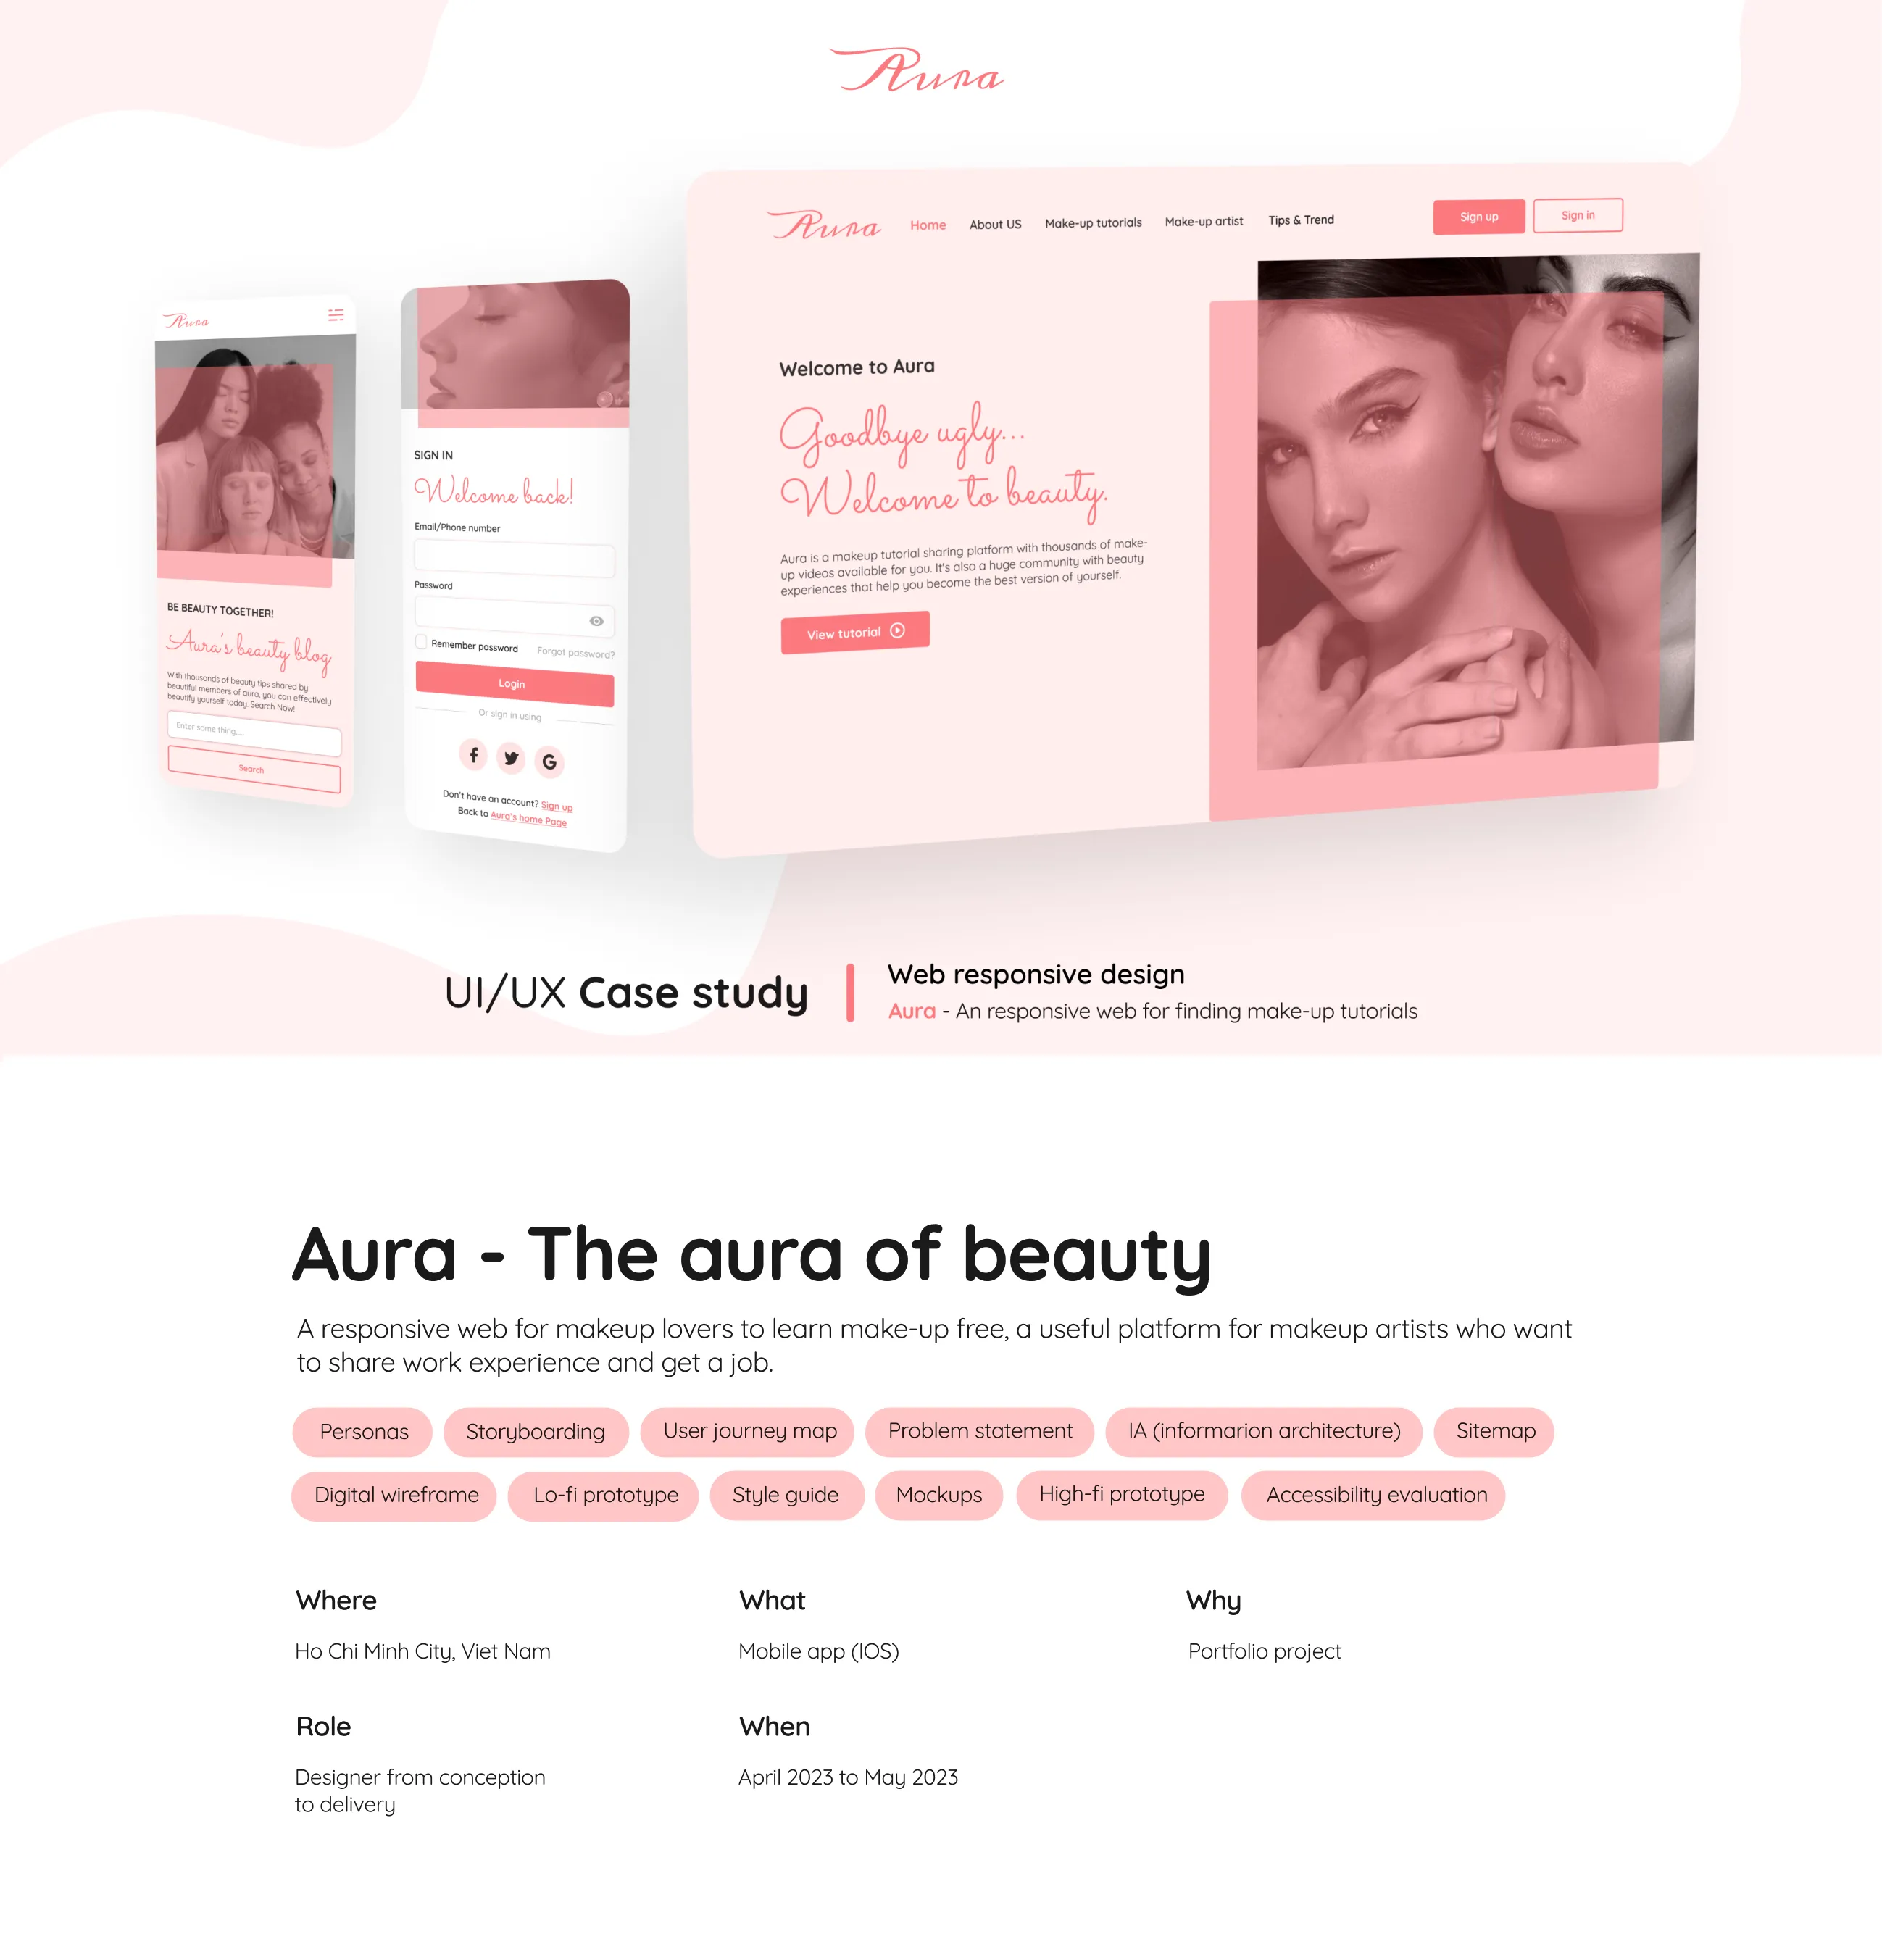 Aura
Aura
Home
About US
Make-up tutorials
Make-up artist
Tips & Trend
Sign up
Sign in
Welcome to Aura
Goodbye ugly...
Welcome to beauty.
Aura is a makeup tutorial sharing platform with thousands of make-
up videos available for you. It's also a huge community with beauty
experiences that help you become the best version of yourself.
View tutorial
Aura
BE BEAUTY TOGETHER!
Aura's beauty blog
With thousands of beauty tips shared by
beautiful members of aura, you can effectively
beautify yourself today. Search Now!
Enter some thing....
Search
SIGN IN
Welcome back!
Email/Phone number
Password
Remember password
Forgot password?
Login
Or sign in using
Don't have an account? Sign up
Back to Aura's home Page
UI/UX Case study
Web responsive design
Aura - An responsive web for finding make-up tutorials
Aura - The aura of beauty
A responsive web for makeup lovers to learn make-up free, a useful platform for makeup artists who want
to share work experience and get a job.
Personas
Storyboarding
User journey map
Problem statement
IA (informarion architecture)
Sitemap
Digital wireframe
Lo-fi prototype
Style guide
Mockups
High-fi prototype
Accessibility evaluation
Where
Ho Chi Minh City, Viet Nam
What
Mobile app (IOS)
Why
Portfolio project
Role
Designer from conception
to delivery
When
April 2023 to May 2023